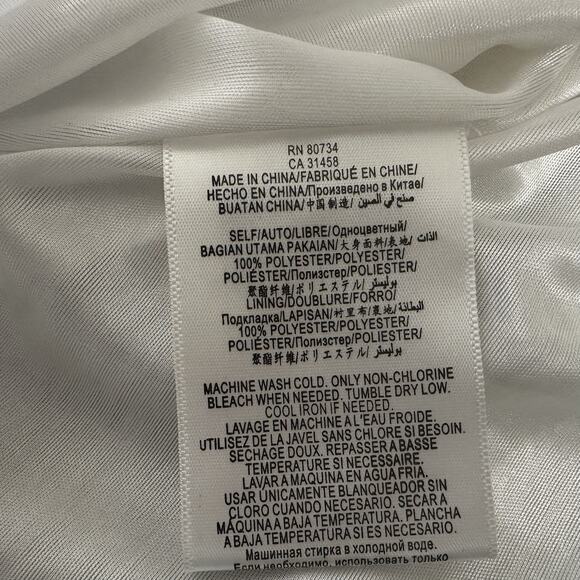 RN 80734
CA 31458
MADE IN CHINA/FABRIQUÉ EN CHINE/
HECHO EN CHINA/Произведено в Китае/
BUATAN CHINA/中国制造/ صنع في الصين
SELF/AUTO/LIBRE/Одноцветный/
BAGIAN UTAMA PAKAIAN/大身面料/表地/ الذات
100% POLYESTER/POLYESTER/
POLIÉSTER/Полиэстер/POLIESTER/
聚酯纤维/ポリエステル/ بوليستر
LINING/DOUBLURE/FORRO/
Подкладка/LAPISAN/衬里布/裏地/ البطانة
100% POLYESTER/POLYESTER/
POLIÉSTER/Полиэстер/POLIESTER/
聚酯纤维/ポリエステル/ بوليستر
MACHINE WASH COLD. ONLY NON-CHLORINE
BLEACH WHEN NEEDED. TUMBLE DRY LOW.
COOL IRON IF NEEDED.
LAVAGE EN MACHINE A L'EAU FROIDE.
UTILISEZ DE LA JAVEL SANS CHLORE SI BESOIN.
SECHAGE DOUX. REPASSER A BASSE
TEMPERATURE SI NECESSAIRE.
LAVAR A MAQUINA EN AGUA FRIA.
USAR ÚNICAMENTE BLANQUEADOR SIN
CLORO CUANDO NECESARIO. SECAR A
MÁQUINA A BAJA TEMPERATURA. PLANCHA
A BAJA TEMPERATURA SI ES NECESARIO.
Машинная стирка в холодной воде.
Если необходимо, использовать